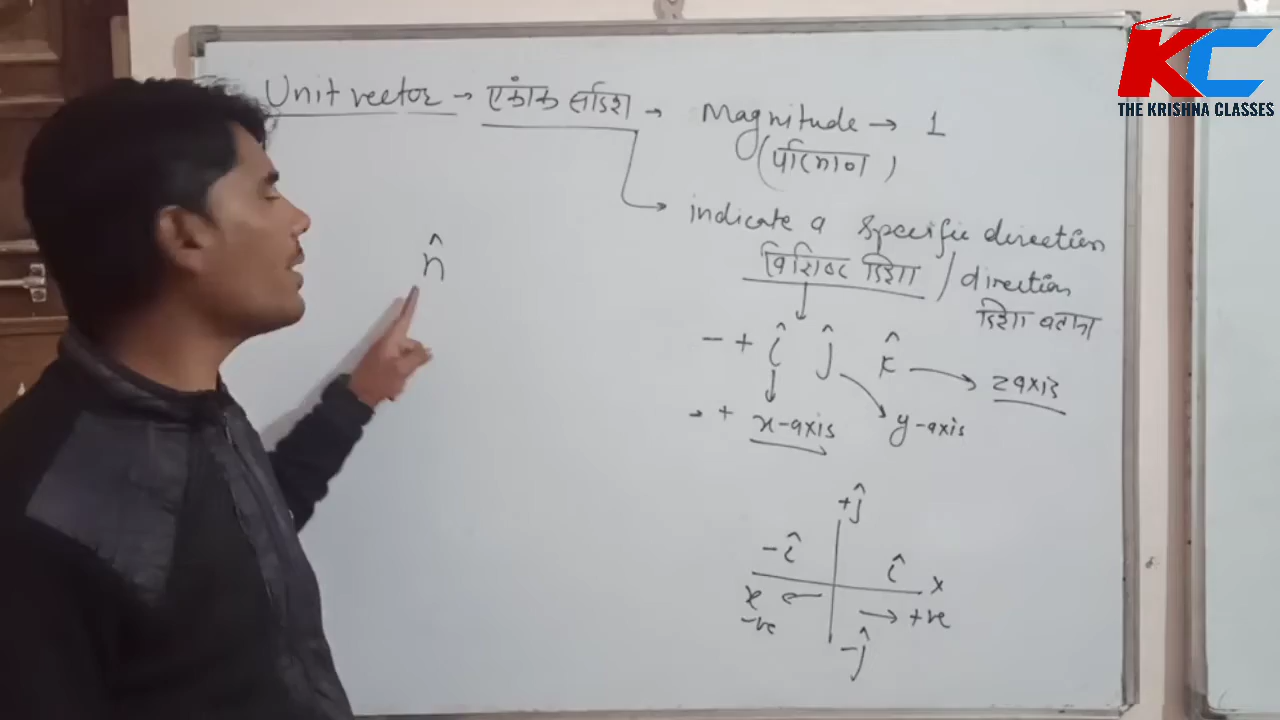 KC
THE KRISHNA CLASSES
Unit vector → एकांक सदिश → Magnitude → 1
(परिमाण)
indicate a specific direction
विशिष्ट दिशा / direction
दिशा बताना
n̂
- + î ĵ k̂ → z axis
+ x-axis
y-axis
+ĵ
-î î x
x → +ve
-ve
-ĵ